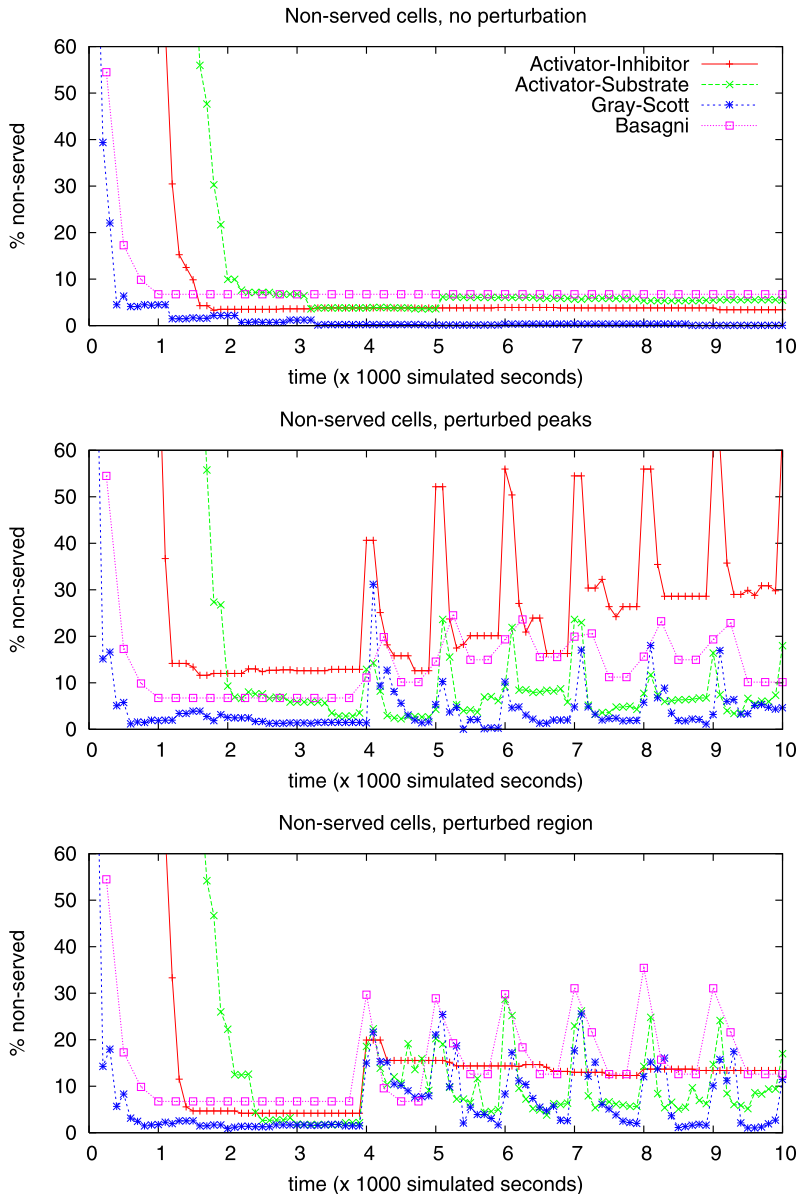 Non-served cells, no perturbation
60
50
40
30
20
10
0
% non-served
Activator-Inhibitor
Activator-Substrate
Gray-Scott
Basagni
0 1 2 3 4 5 6 7 8 9 10
time (x 1000 simulated seconds)
Non-served cells, perturbed peaks
60
50
40
30
20
10
0
% non-served
0 1 2 3 4 5 6 7 8 9 10
time (x 1000 simulated seconds)
Non-served cells, perturbed region
60
50
40
30
20
10
0
% non-served
0 1 2 3 4 5 6 7 8 9 10
time (x 1000 simulated seconds)